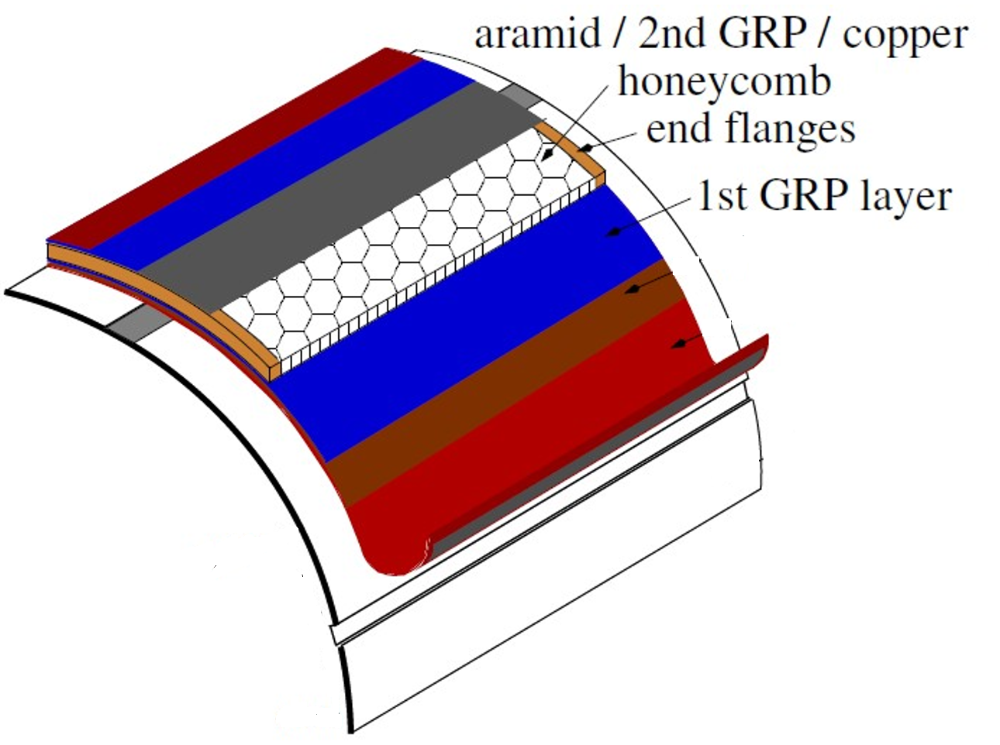 aramid / 2nd GRP / copper
honeycomb
end flanges
1st GRP layer